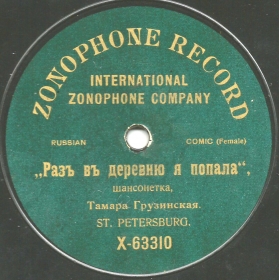 ZONOPHONE RECORD
INTERNATIONAL
ZONOPHONE COMPANY
RUSSIAN COMIC (Female)
„Разъ въ деревню я попала“,
шансонетка,
Тамара Грузинская.
ST. PETERSBURG.
X-63310